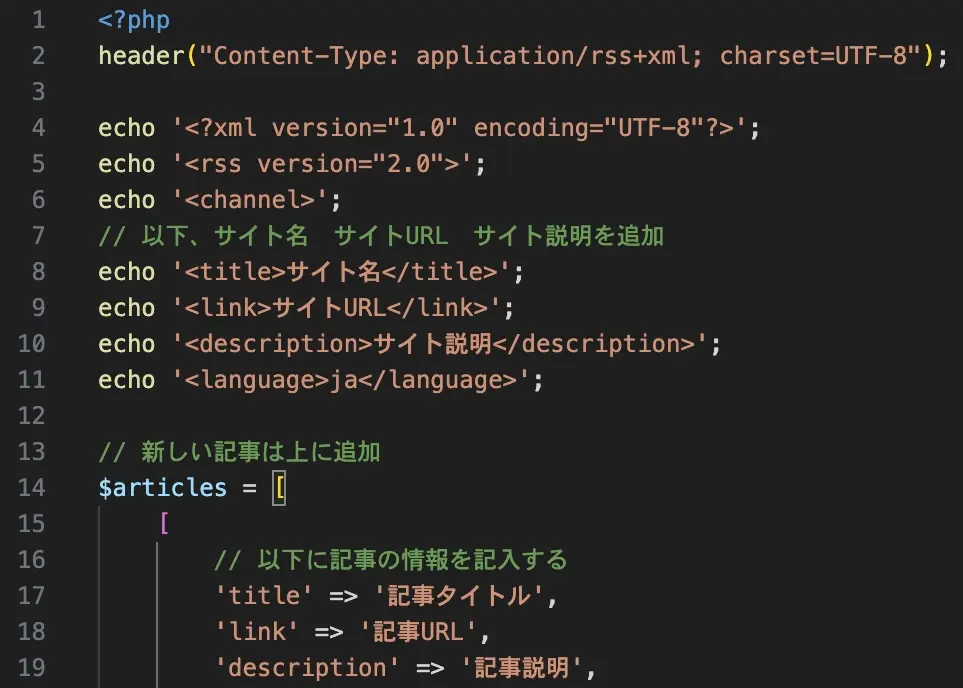 1 <?php
2 header("Content-Type: application/rss+xml; charset=UTF-8");
3
4 echo '<?xml version="1.0" encoding="UTF-8"?>';
5 echo '<rss version="2.0">';
6 echo '<channel>';
7 // 以下、サイト名　サイトURL　サイト説明を追加
8 echo '<title>サイト名</title>';
9 echo '<link>サイトURL</link>';
10 echo '<description>サイト説明</description>';
11 echo '<language>ja</language>';
12
13 // 新しい記事は上に追加
14 $articles = [
15 [
16 // 以下に記事の情報を記入する
17 'title' => '記事タイトル',
18 'link' => '記事URL',
19 'description' => '記事説明',